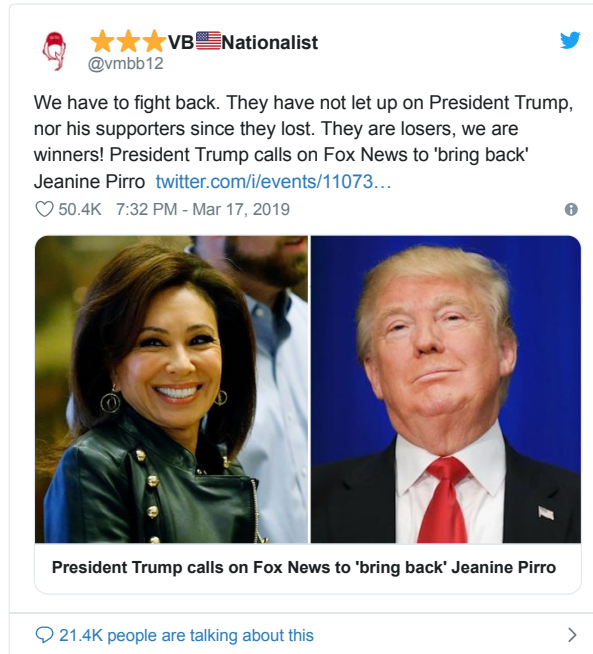 ⭐⭐⭐VB🇺🇸Nationalist
@vmbb12
We have to fight back. They have not let up on President Trump,
nor his supporters since they lost. They are losers, we are
winners! President Trump calls on Fox News to 'bring back'
Jeanine Pirro twitter.com/i/events/11073…
50.4K 7:32 PM - Mar 17, 2019
President Trump calls on Fox News to 'bring back' Jeanine Pirro
21.4K people are talking about this